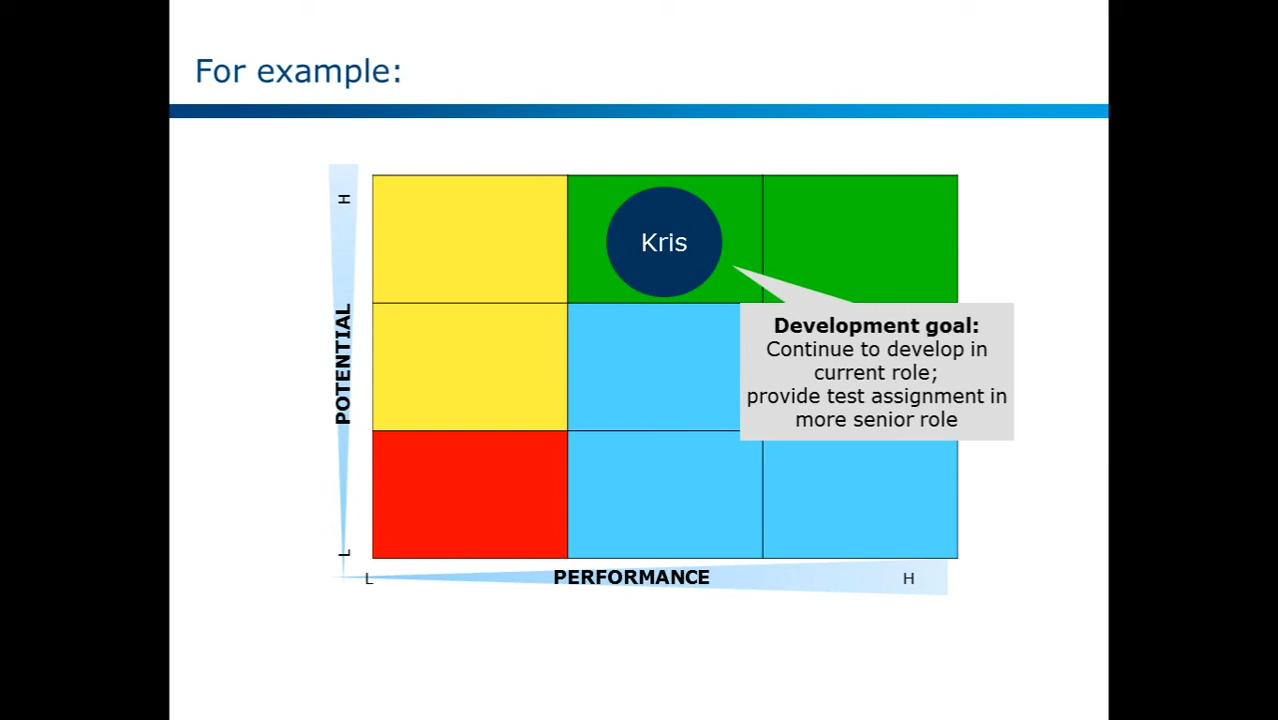 For example:
H
Kris
POTENTIAL
Development goal:
Continue to develop in
current role;
provide test assignment in
more senior role
L
L
PERFORMANCE
H